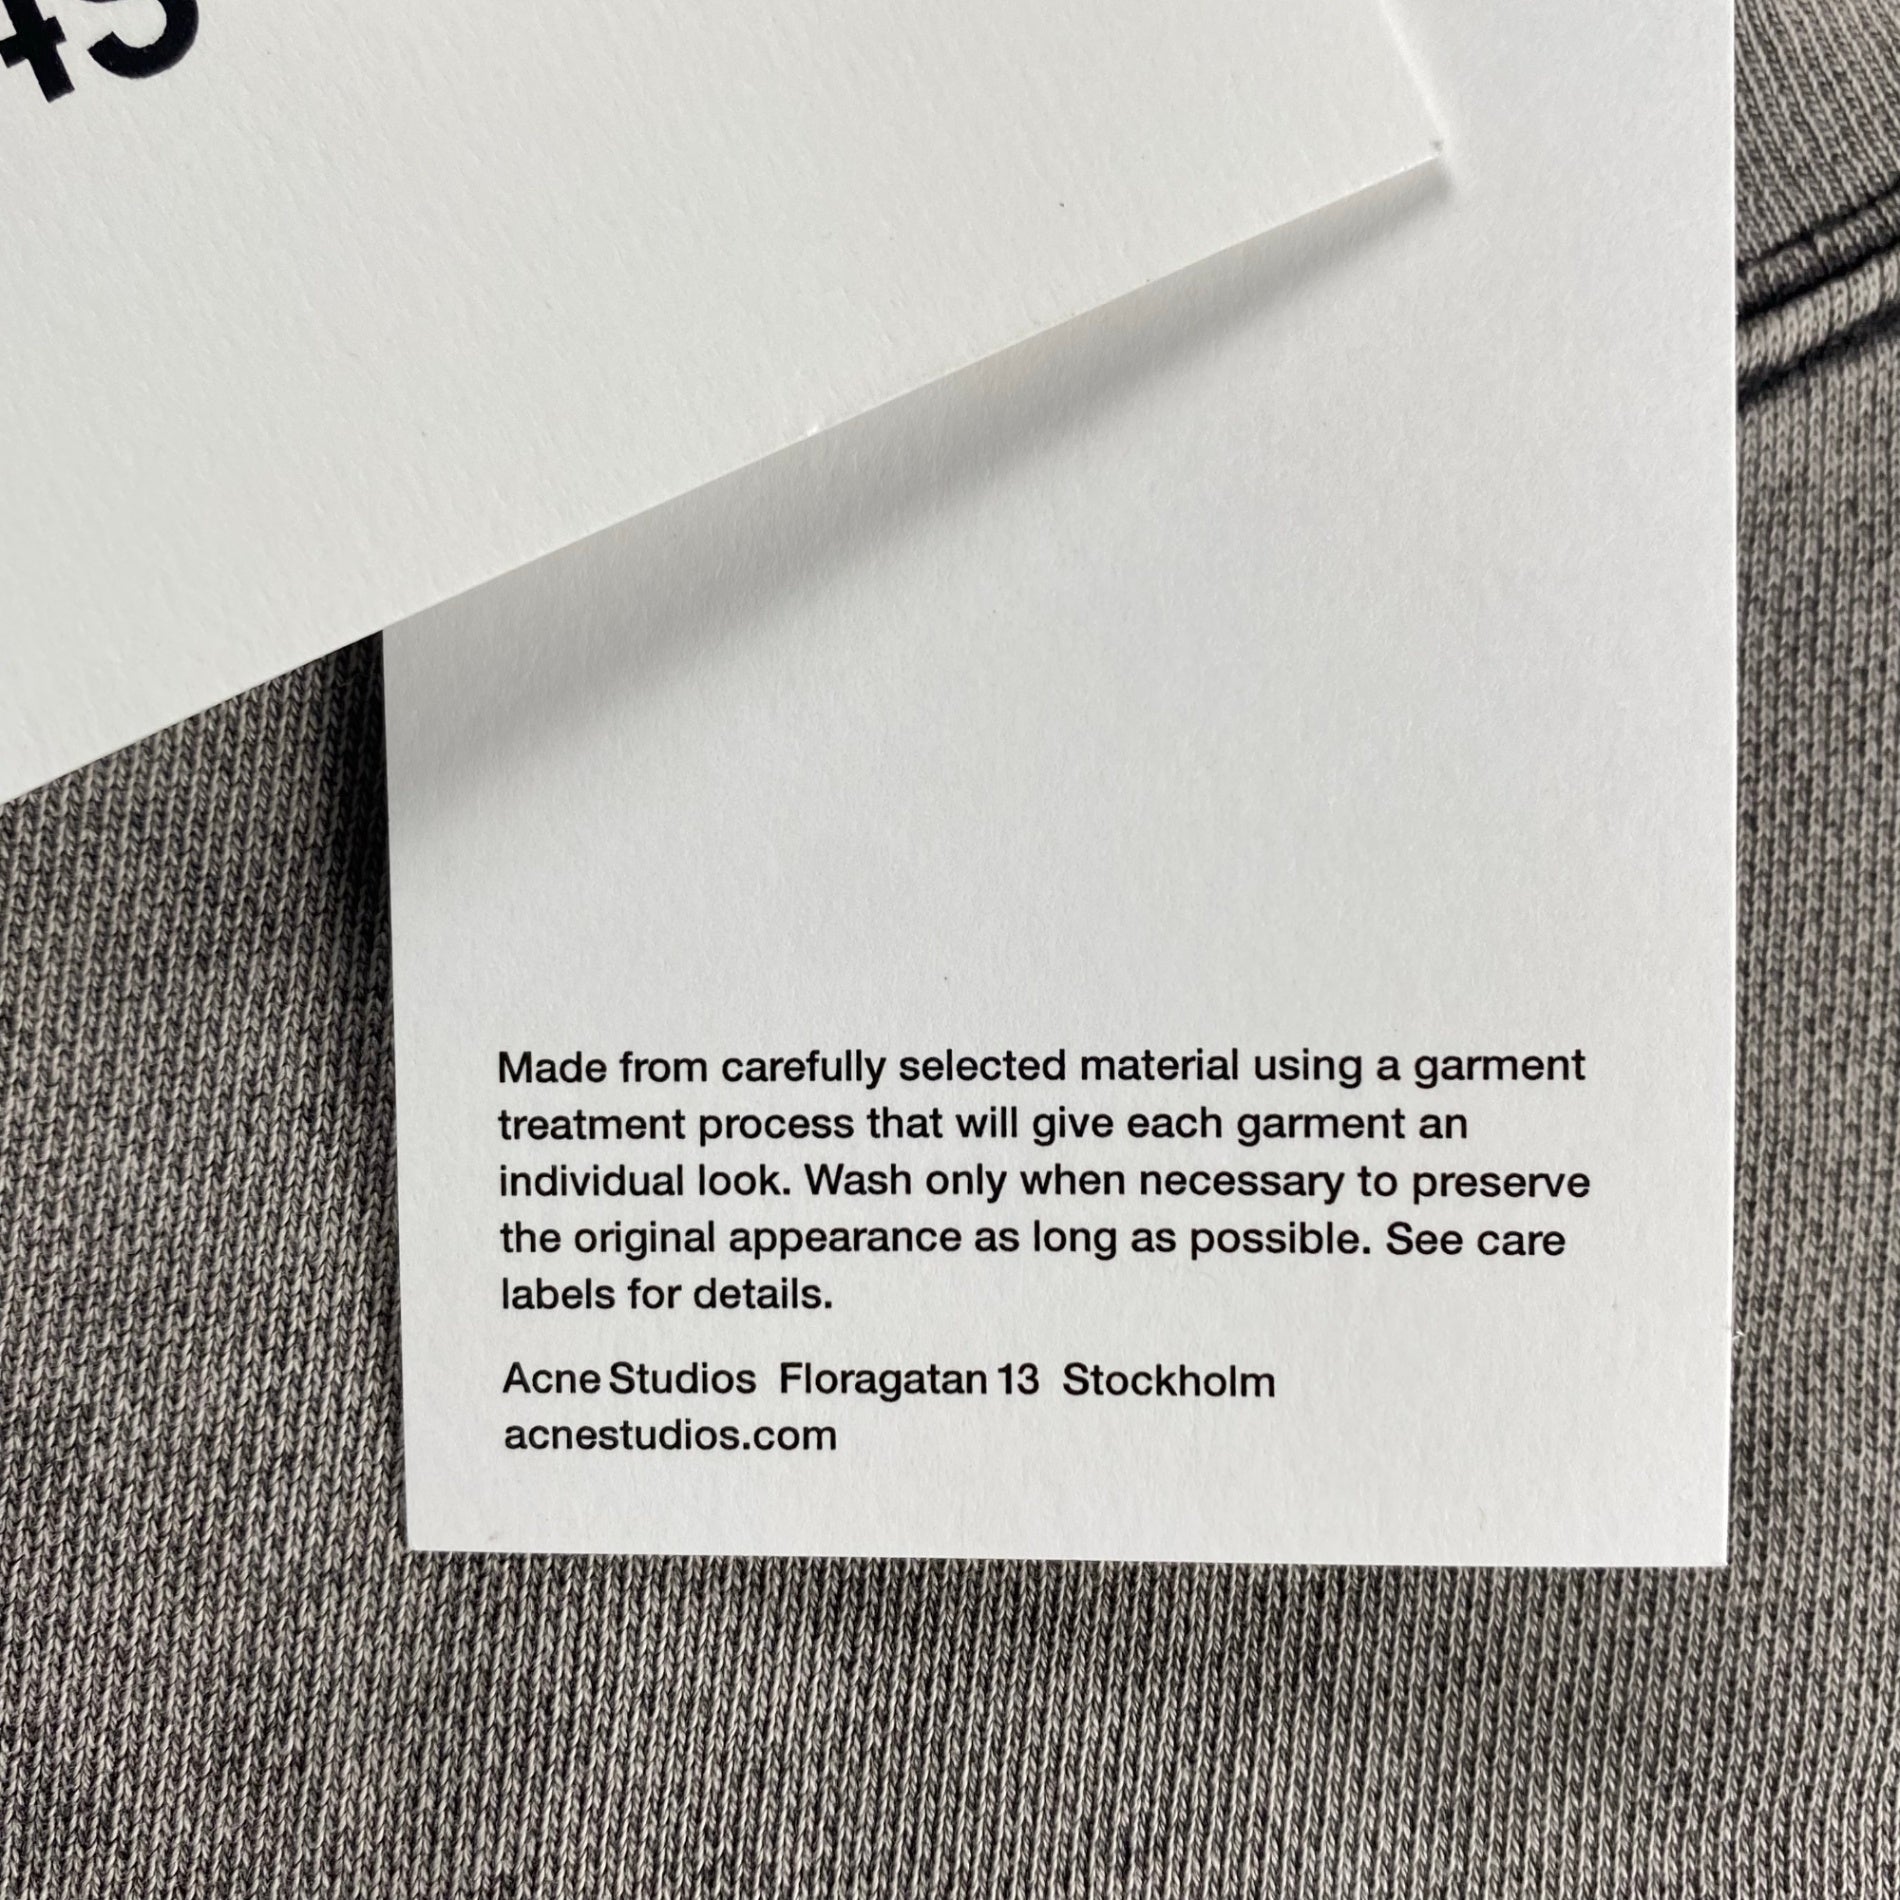 Made from carefully selected material using a garment
treatment process that will give each garment an
individual look. Wash only when necessary to preserve
the original appearance as long as possible. See care
labels for details.
Acne Studios Floragatan 13 Stockholm
acnestudios.com